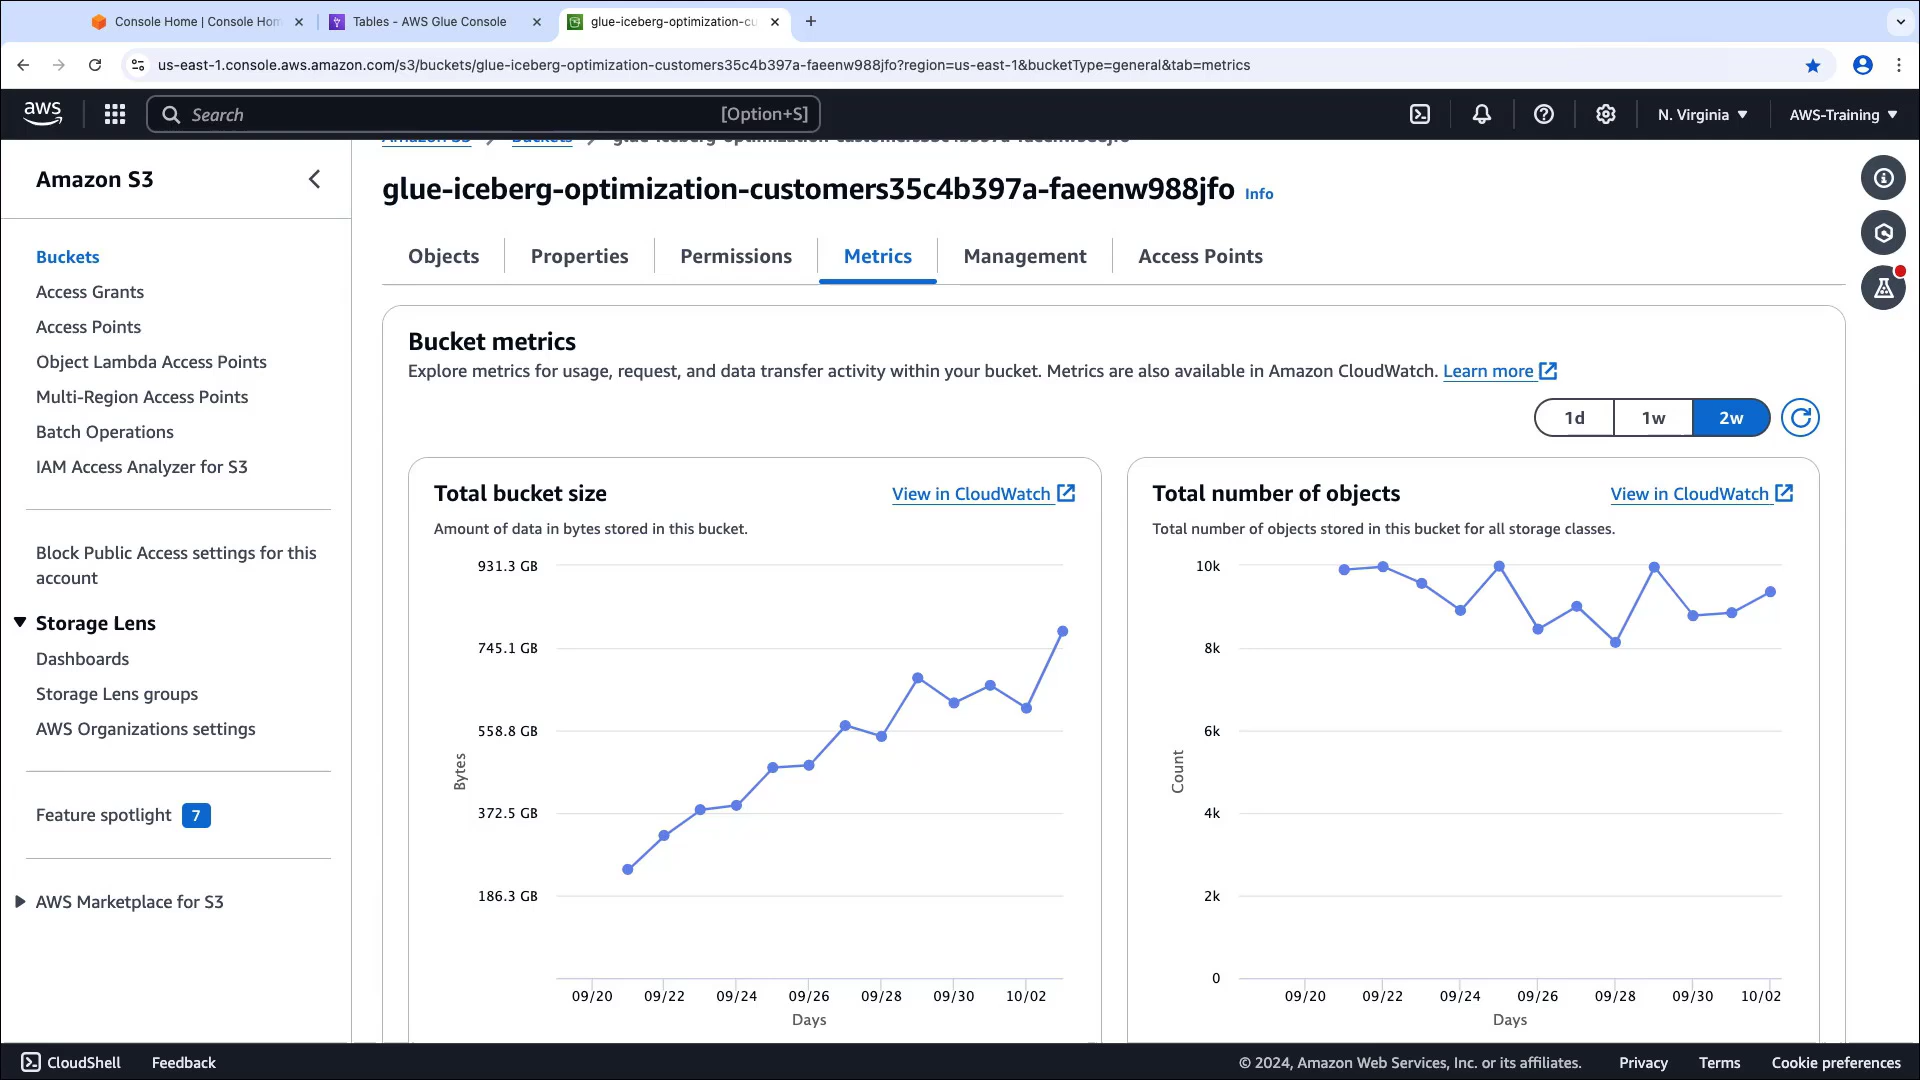 Console Home | Console Hom
Tables - AWS Glue Console
glue-iceberg-optimization-cu
us-east-1.console.aws.amazon.com/s3/buckets/glue-iceberg-optimization-customers35c4b397a-faeenw988jfo?region=us-east-1&bucketType=general&tab=metrics
aws
Search
[Option+S]
N. Virginia
AWS-Training
Amazon S3
Buckets
Access Grants
Access Points
Object Lambda Access Points
Multi-Region Access Points
Batch Operations
IAM Access Analyzer for S3
Block Public Access settings for this
account
Storage Lens
Dashboards
Storage Lens groups
AWS Organizations settings
Feature spotlight 7
AWS Marketplace for S3
Amazon S3 > Buckets > glue-iceberg-optimization-customers35c4b397a-faeenw988jfo
glue-iceberg-optimization-customers35c4b397a-faeenw988jfo Info
Objects
Properties
Permissions
Metrics
Management
Access Points
Bucket metrics
Explore metrics for usage, request, and data transfer activity within your bucket. Metrics are also available in Amazon CloudWatch. Learn more
1d
1w
2w
Total bucket size
View in CloudWatch
Amount of data in bytes stored in this bucket.
931.3 GB
745.1 GB
558.8 GB
372.5 GB
186.3 GB
Bytes
09/20 09/22 09/24 09/26 09/28 09/30 10/02
Days
Total number of objects
View in CloudWatch
Total number of objects stored in this bucket for all storage classes.
10k
8k
6k
4k
2k
0
Count
09/20 09/22 09/24 09/26 09/28 09/30 10/02
Days
CloudShell
Feedback
© 2024, Amazon Web Services, Inc. or its affiliates.
Privacy
Terms
Cookie preferences